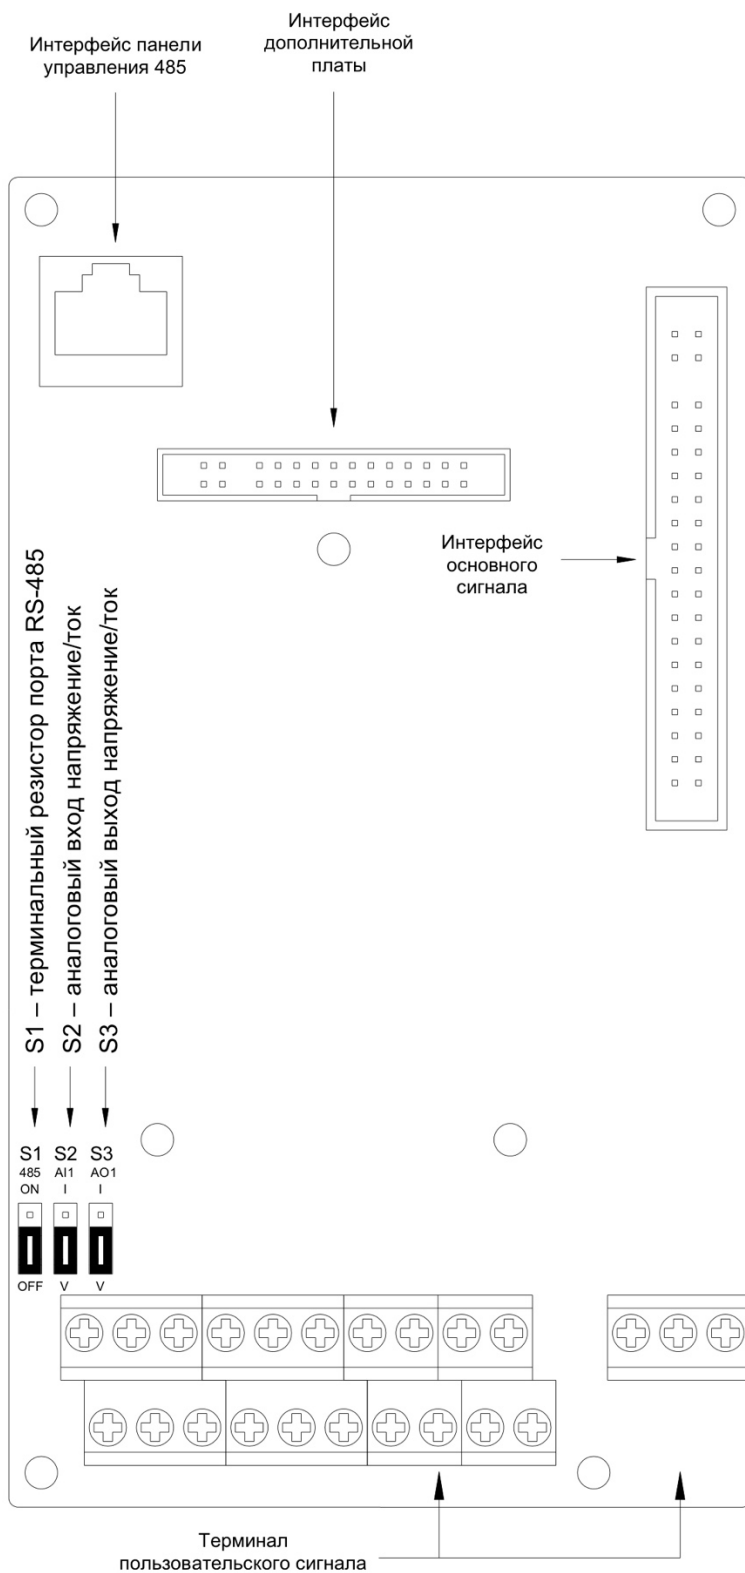 Интерфейс панели
управления 485
Интерфейс
дополнительной
платы
Интерфейс
основного
сигнала
S1 – терминальный резистор порта RS-485
S2 – аналоговый вход напряжение/ток
S3 – аналоговый выход напряжение/ток
S1 S2 S3
485 AI1 AO1
ON I I
OFF V V
Терминал
пользовательского сигнала